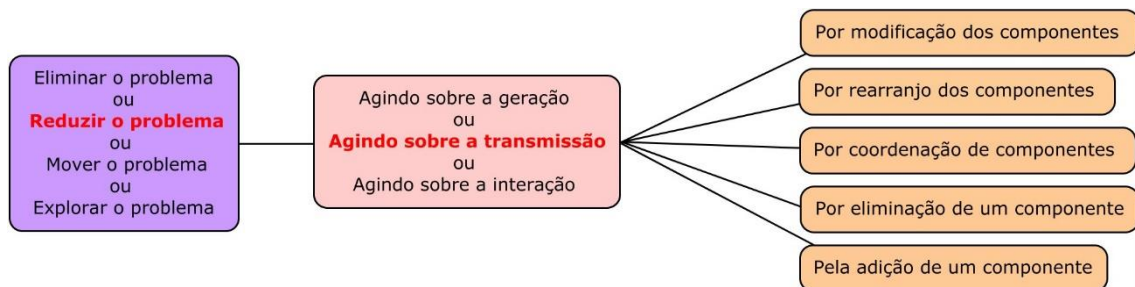 Eliminar o problema
ou
Reduzir o problema
ou
Mover o problema
ou
Explorar o problema
Agindo sobre a geração
ou
Agindo sobre a transmissão
ou
Agindo sobre a interação
Por modificação dos componentes
Por rearranjo dos componentes
Por coordenação de componentes
Por eliminação de um componente
Pela adição de um componente